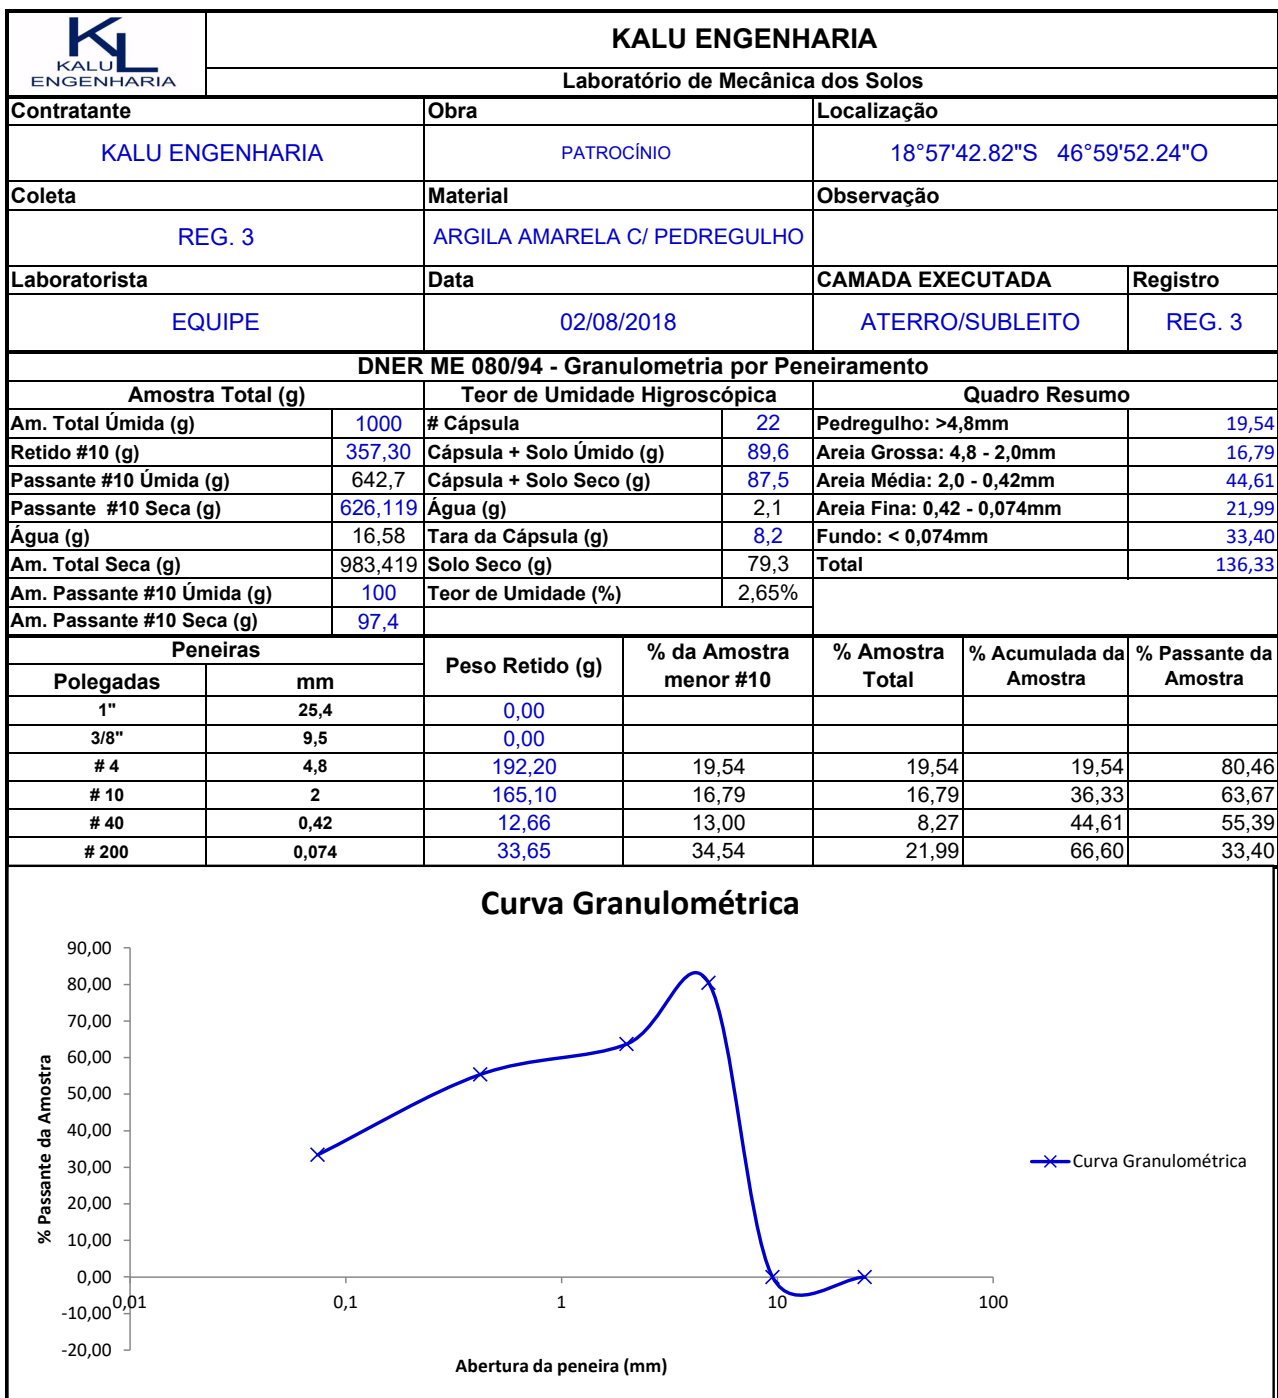 KL
KALU
ENGENHARIA
KALU ENGENHARIA
Laboratório de Mecânica dos Solos
Contratante Obra Localização
KALU ENGENHARIA PATROCÍNIO 18°57'42.82"S 46°59'52.24"O
Coleta Material Observação
REG. 3 ARGILA AMARELA C/ PEDREGULHO
Laboratorista Data CAMADA EXECUTADA Registro
EQUIPE 02/08/2018 ATERRO/SUBLEITO REG. 3
DNER ME 080/94 - Granulometria por Peneiramento
Amostra Total (g) Teor de Umidade Higroscópica Quadro Resumo
Am. Total Úmida (g) 1000 # Cápsula 22 Pedregulho: >4,8mm 19,54
Retido #10 (g) 357,30 Cápsula + Solo Úmido (g) 89,6 Areia Grossa: 4,8 - 2,0mm 16,79
Passante #10 Úmida (g) 642,7 Cápsula + Solo Seco (g) 87,5 Areia Média: 2,0 - 0,42mm 44,61
Passante #10 Seca (g) 626,119 Água (g) 2,1 Areia Fina: 0,42 - 0,074mm 21,99
Água (g) 16,58 Tara da Cápsula (g) 8,2 Fundo: < 0,074mm 33,40
Am. Total Seca (g) 983,419 Solo Seco (g) 79,3 Total 136,33
Am. Passante #10 Úmida (g) 100 Teor de Umidade (%) 2,65%
Am. Passante #10 Seca (g) 97,4
Peneiras Peso Retido (g) % da Amostra menor #10 % Amostra Total % Acumulada da Amostra % Passante da Amostra
Polegadas mm
1" 25,4 0,00
3/8" 9,5 0,00
# 4 4,8 192,20 19,54 19,54 19,54 80,46
# 10 2 165,10 16,79 16,79 36,33 63,67
# 40 0,42 12,66 13,00 8,27 44,61 55,39
# 200 0,074 33,65 34,54 21,99 66,60 33,40
Curva Granulométrica
90,00
80,00
70,00
60,00
50,00
40,00
30,00
20,00
10,00
0,00
-10,00
-20,00
% Passante da Amostra
0,01 0,1 1 10 100
Abertura da peneira (mm)
Curva Granulométrica